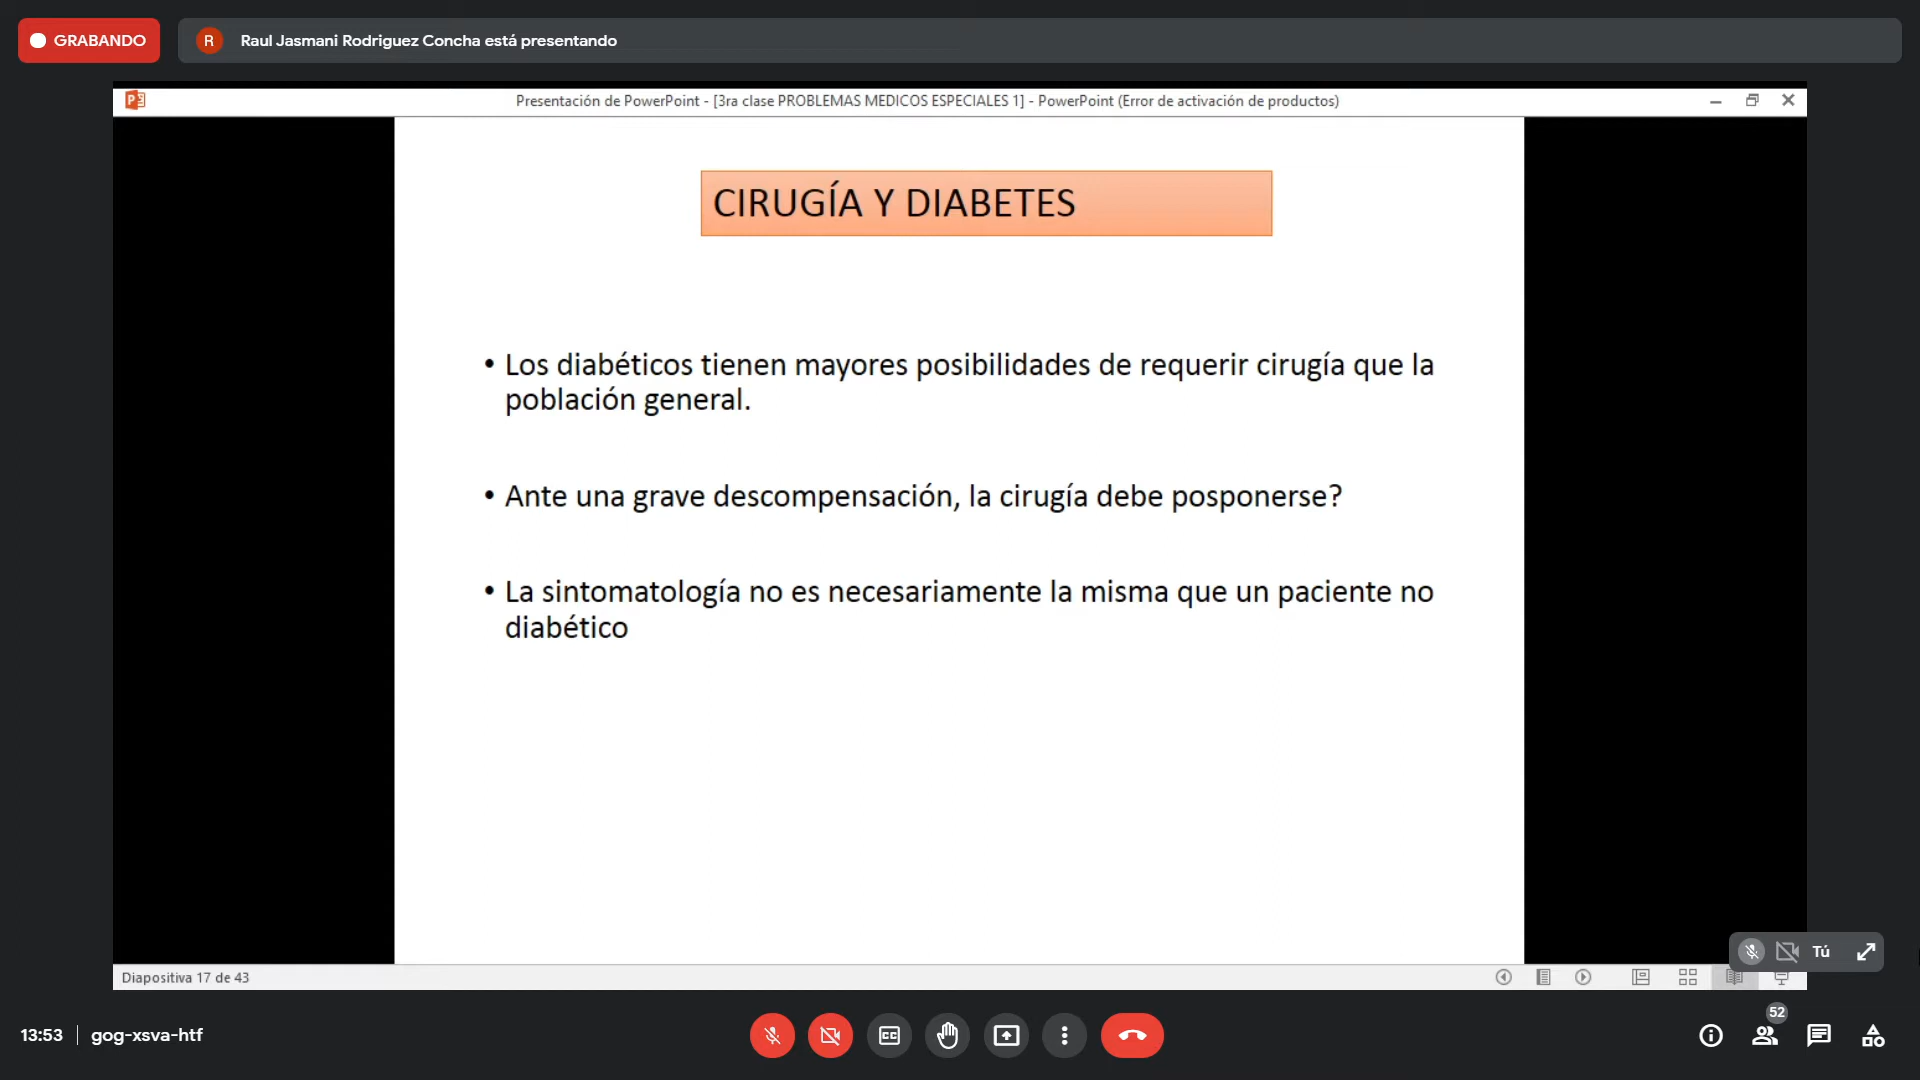 GRABANDO
R
Raul Jasmani Rodriguez Concha está presentando
Presentación de PowerPoint - [3ra clase PROBLEMAS MEDICOS ESPECIALES 1] - PowerPoint (Error de activación de productos)
CIRUGÍA Y DIABETES
• Los diabéticos tienen mayores posibilidades de requerir cirugía que la
población general.
• Ante una grave descompensación, la cirugía debe posponerse?
• La sintomatología no es necesariamente la misma que un paciente no
diabético
Tú
Diapositiva 17 de 43
13:53
gog-xsva-htf
52